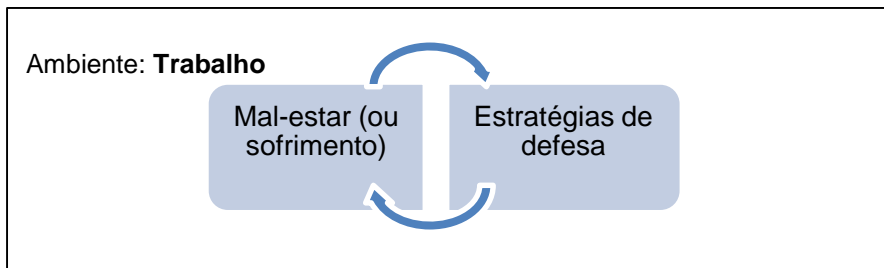 Ambiente: Trabalho
Mal-estar (ou
sofrimento)
Estratégias de
defesa